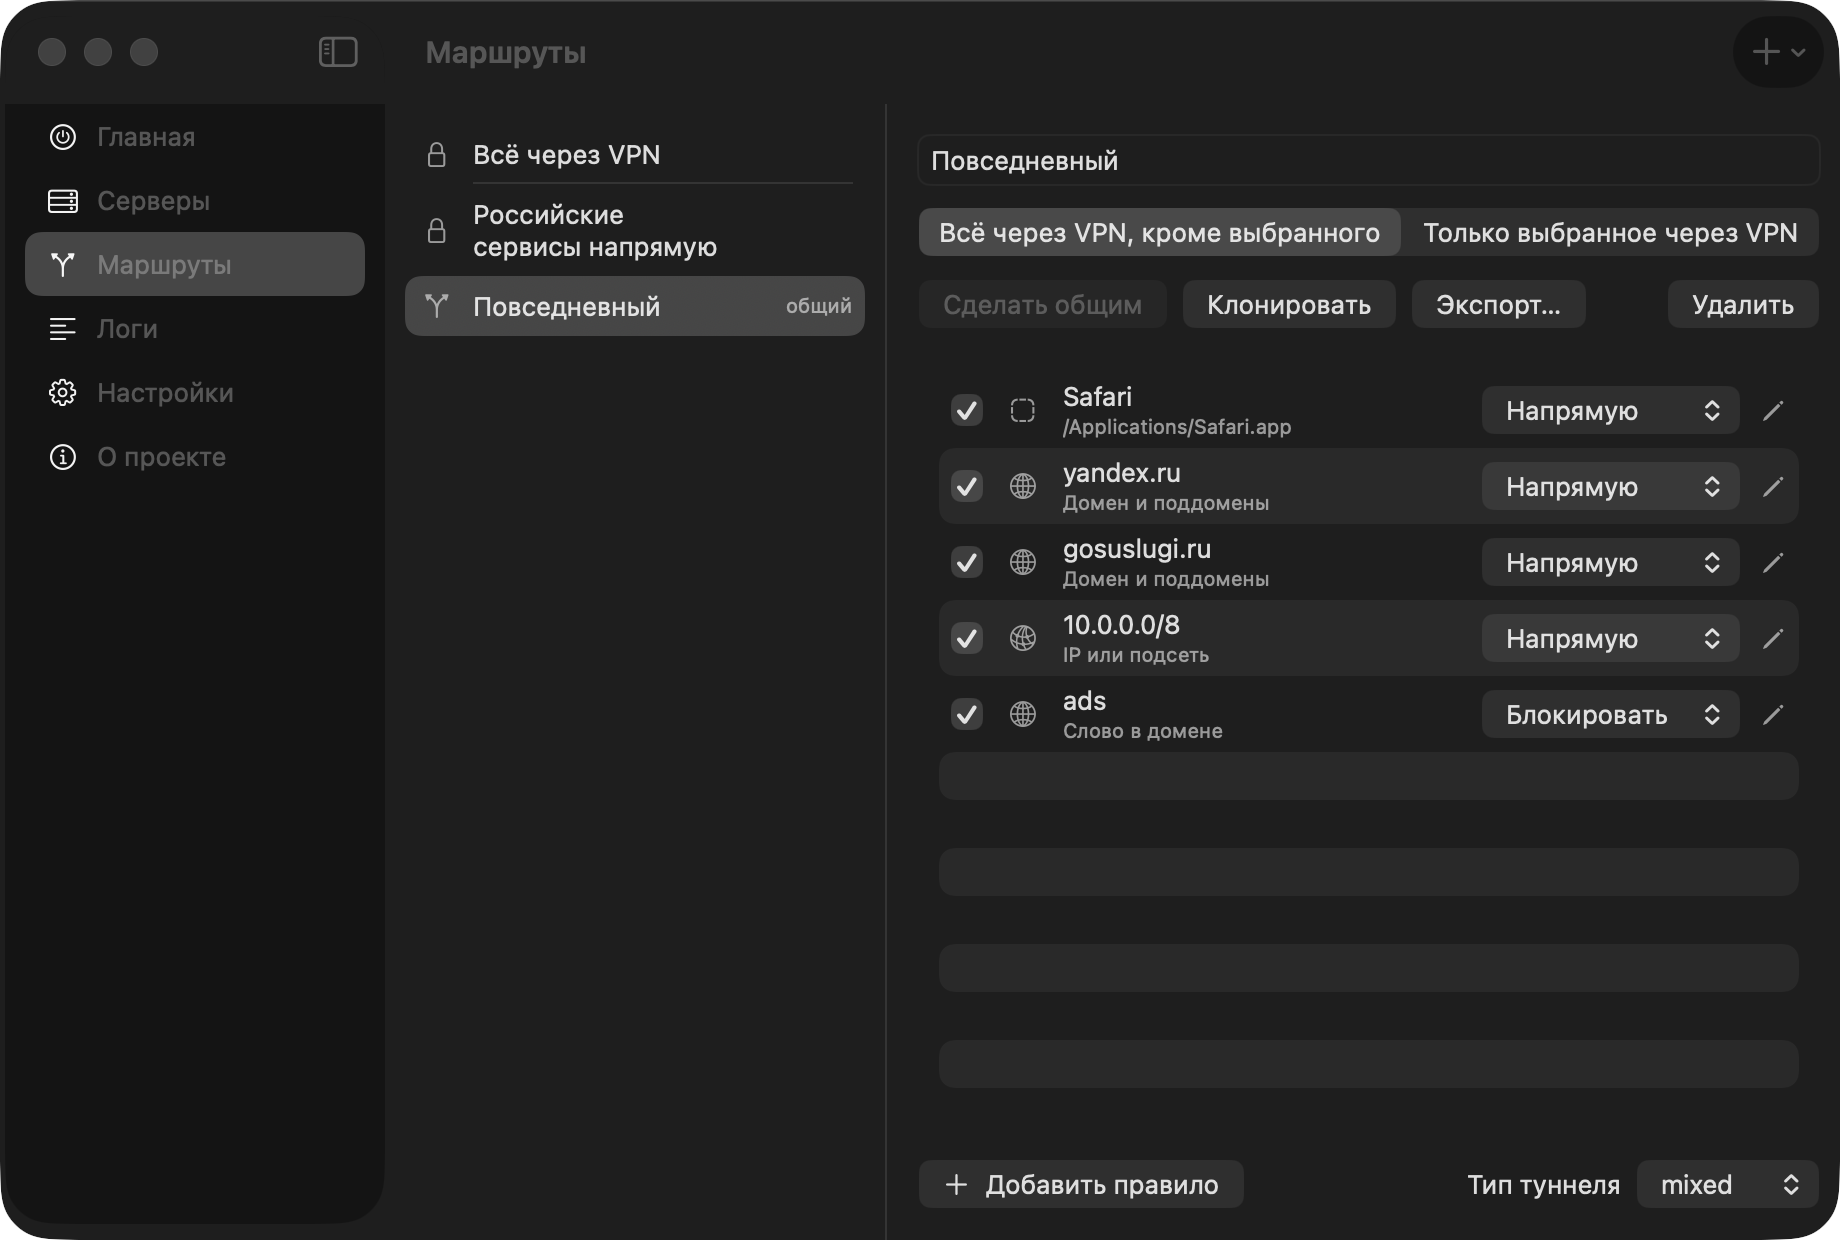 Маршруты
Главная
Серверы
Маршруты
Логи
Настройки
О проекте
Всё через VPN
Российские
сервисы напрямую
Повседневный
общий
Повседневный
Всё через VPN, кроме выбранного
Только выбранное через VPN
Сделать общим
Клонировать
Экспорт...
Удалить
Safari
/Applications/Safari.app
Напрямую
yandex.ru
Домен и поддомены
Напрямую
gosuslugi.ru
Домен и поддомены
Напрямую
10.0.0.0/8
IP или подсеть
Напрямую
ads
Слово в домене
Блокировать
Добавить правило
Тип туннеля
mixed